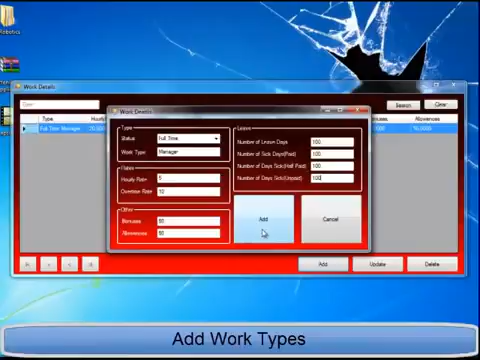 Robotics
Work Details
Search
Clear
Type
Hourly
Allowances
Full Time Manager
Work Details
Type
Status
Full Time
Work Type
Manager
Rates
Hourly Rate
5
Overtime Rate
10
Other
Bonuses
50
Allowances
50
Leave
Number of Leave Days
100
Number of Sick Days(Paid)
100
Number of Days Sick(Half Paid)
100
Number of Days Sick(Unpaid)
100
Add
Cancel
Add
Update
Delete
Add Work Types